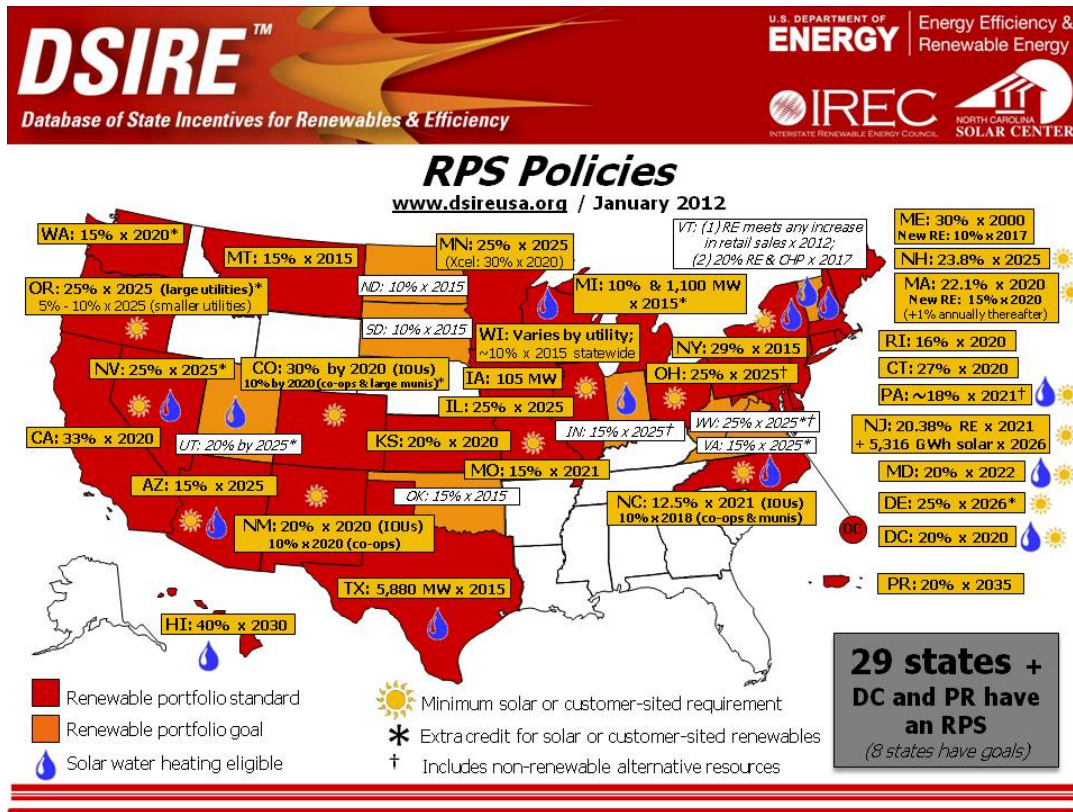 DSIRE™
Database of State Incentives for Renewables & Efficiency
U.S. DEPARTMENT OF
ENERGY
Energy Efficiency &
Renewable Energy
IREC
INTERSTATE RENEWABLE ENERGY COUNCIL
NORTH CAROLINA
SOLAR CENTER
RPS Policies
www.dsireusa.org / January 2012
WA: 15% x 2020*
MT: 15% x 2015
MN: 25% x 2025
(Xcel: 30% x 2020)
VT: (1) RE meets any increase
in retail sales x 2012;
(2) 20% RE & CHP x 2017
ME: 30% x 2000
New RE: 10% x 2017
NH: 23.8% x 2025
OR: 25% x 2025 (large utilities)*
5% - 10% x 2025 (smaller utilities)
ND: 10% x 2015
MI: 10% & 1,100 MW
x 2015*
MA: 22.1% x 2020
New RE: 15% x 2020
(+1% annually thereafter)
SD: 10% x 2015
WI: Varies by utility;
~10% x 2015 statewide
NY: 29% x 2015
RI: 16% x 2020
NV: 25% x 2025*
CO: 30% by 2020 (IOUs)
10% by 2020 (co-ops & large munis)*
IA: 105 MW
OH: 25% x 2025†
CT: 27% x 2020
PA: ~18% x 2021†
IL: 25% x 2025
WV: 25% x 2025*†
NJ: 20.38% RE x 2021
+ 5,316 GWh solar x 2026
CA: 33% x 2020
UT: 20% by 2025*
KS: 20% x 2020
IN: 15% x 2025†
VA: 15% x 2025*
MD: 20% x 2022
AZ: 15% x 2025
MO: 15% x 2021
OK: 15% x 2015
NC: 12.5% x 2021 (IOUs)
10% x 2018 (co-ops & munis)
DE: 25% x 2026*
NM: 20% x 2020 (IOUs)
10% x 2020 (co-ops)
DC
DC: 20% x 2020
TX: 5,880 MW x 2015
PR: 20% x 2035
HI: 40% x 2030
29 states +
DC and PR have
an RPS
(8 states have goals)
Renewable portfolio standard
Renewable portfolio goal
Solar water heating eligible
Minimum solar or customer-sited requirement
* Extra credit for solar or customer-sited renewables
† Includes non-renewable alternative resources